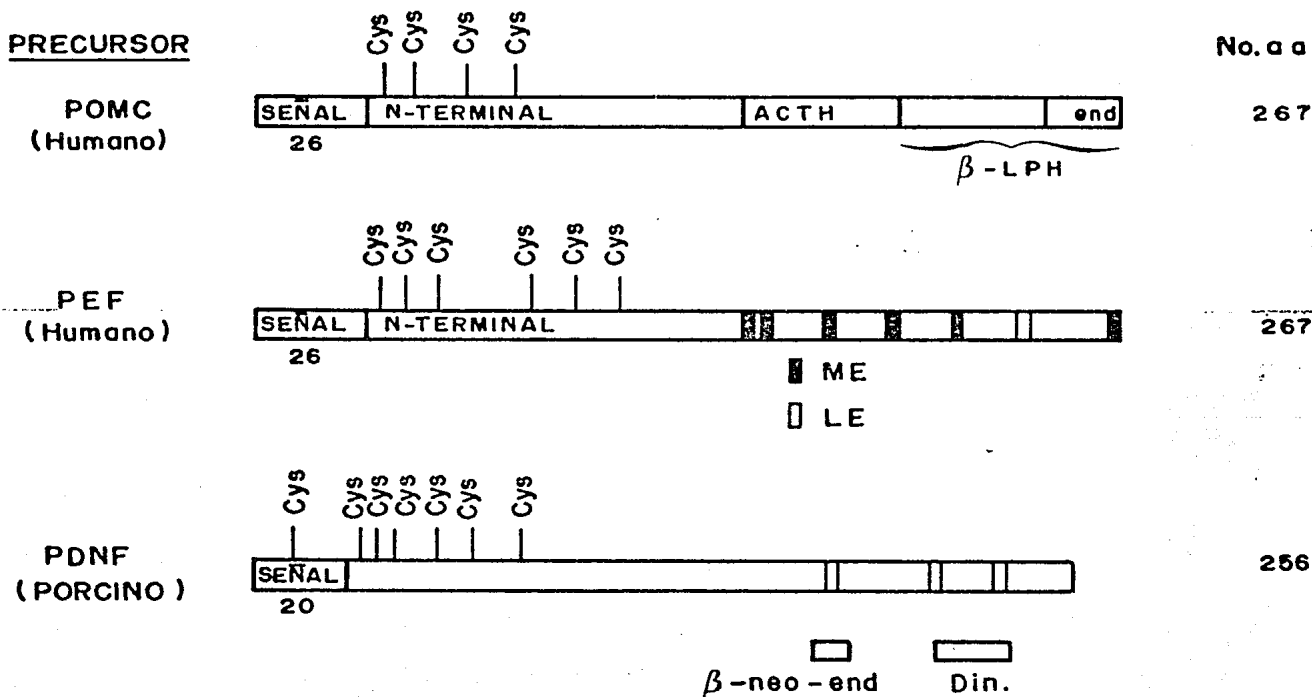 PRECURSOR
No. a a
Cys Cys Cys Cys
POMC
(Humano)
SEÑAL N-TERMINAL ACTH end
267
26
β-LPH
Cys Cys Cys Cys Cys Cys
PEF
(Humano)
SEÑAL N-TERMINAL
267
26
ME
LE
Cys Cys Cys Cys Cys Cys Cys
PDNF
(PORCINO)
SEÑAL
256
20
β-neo-end Din.